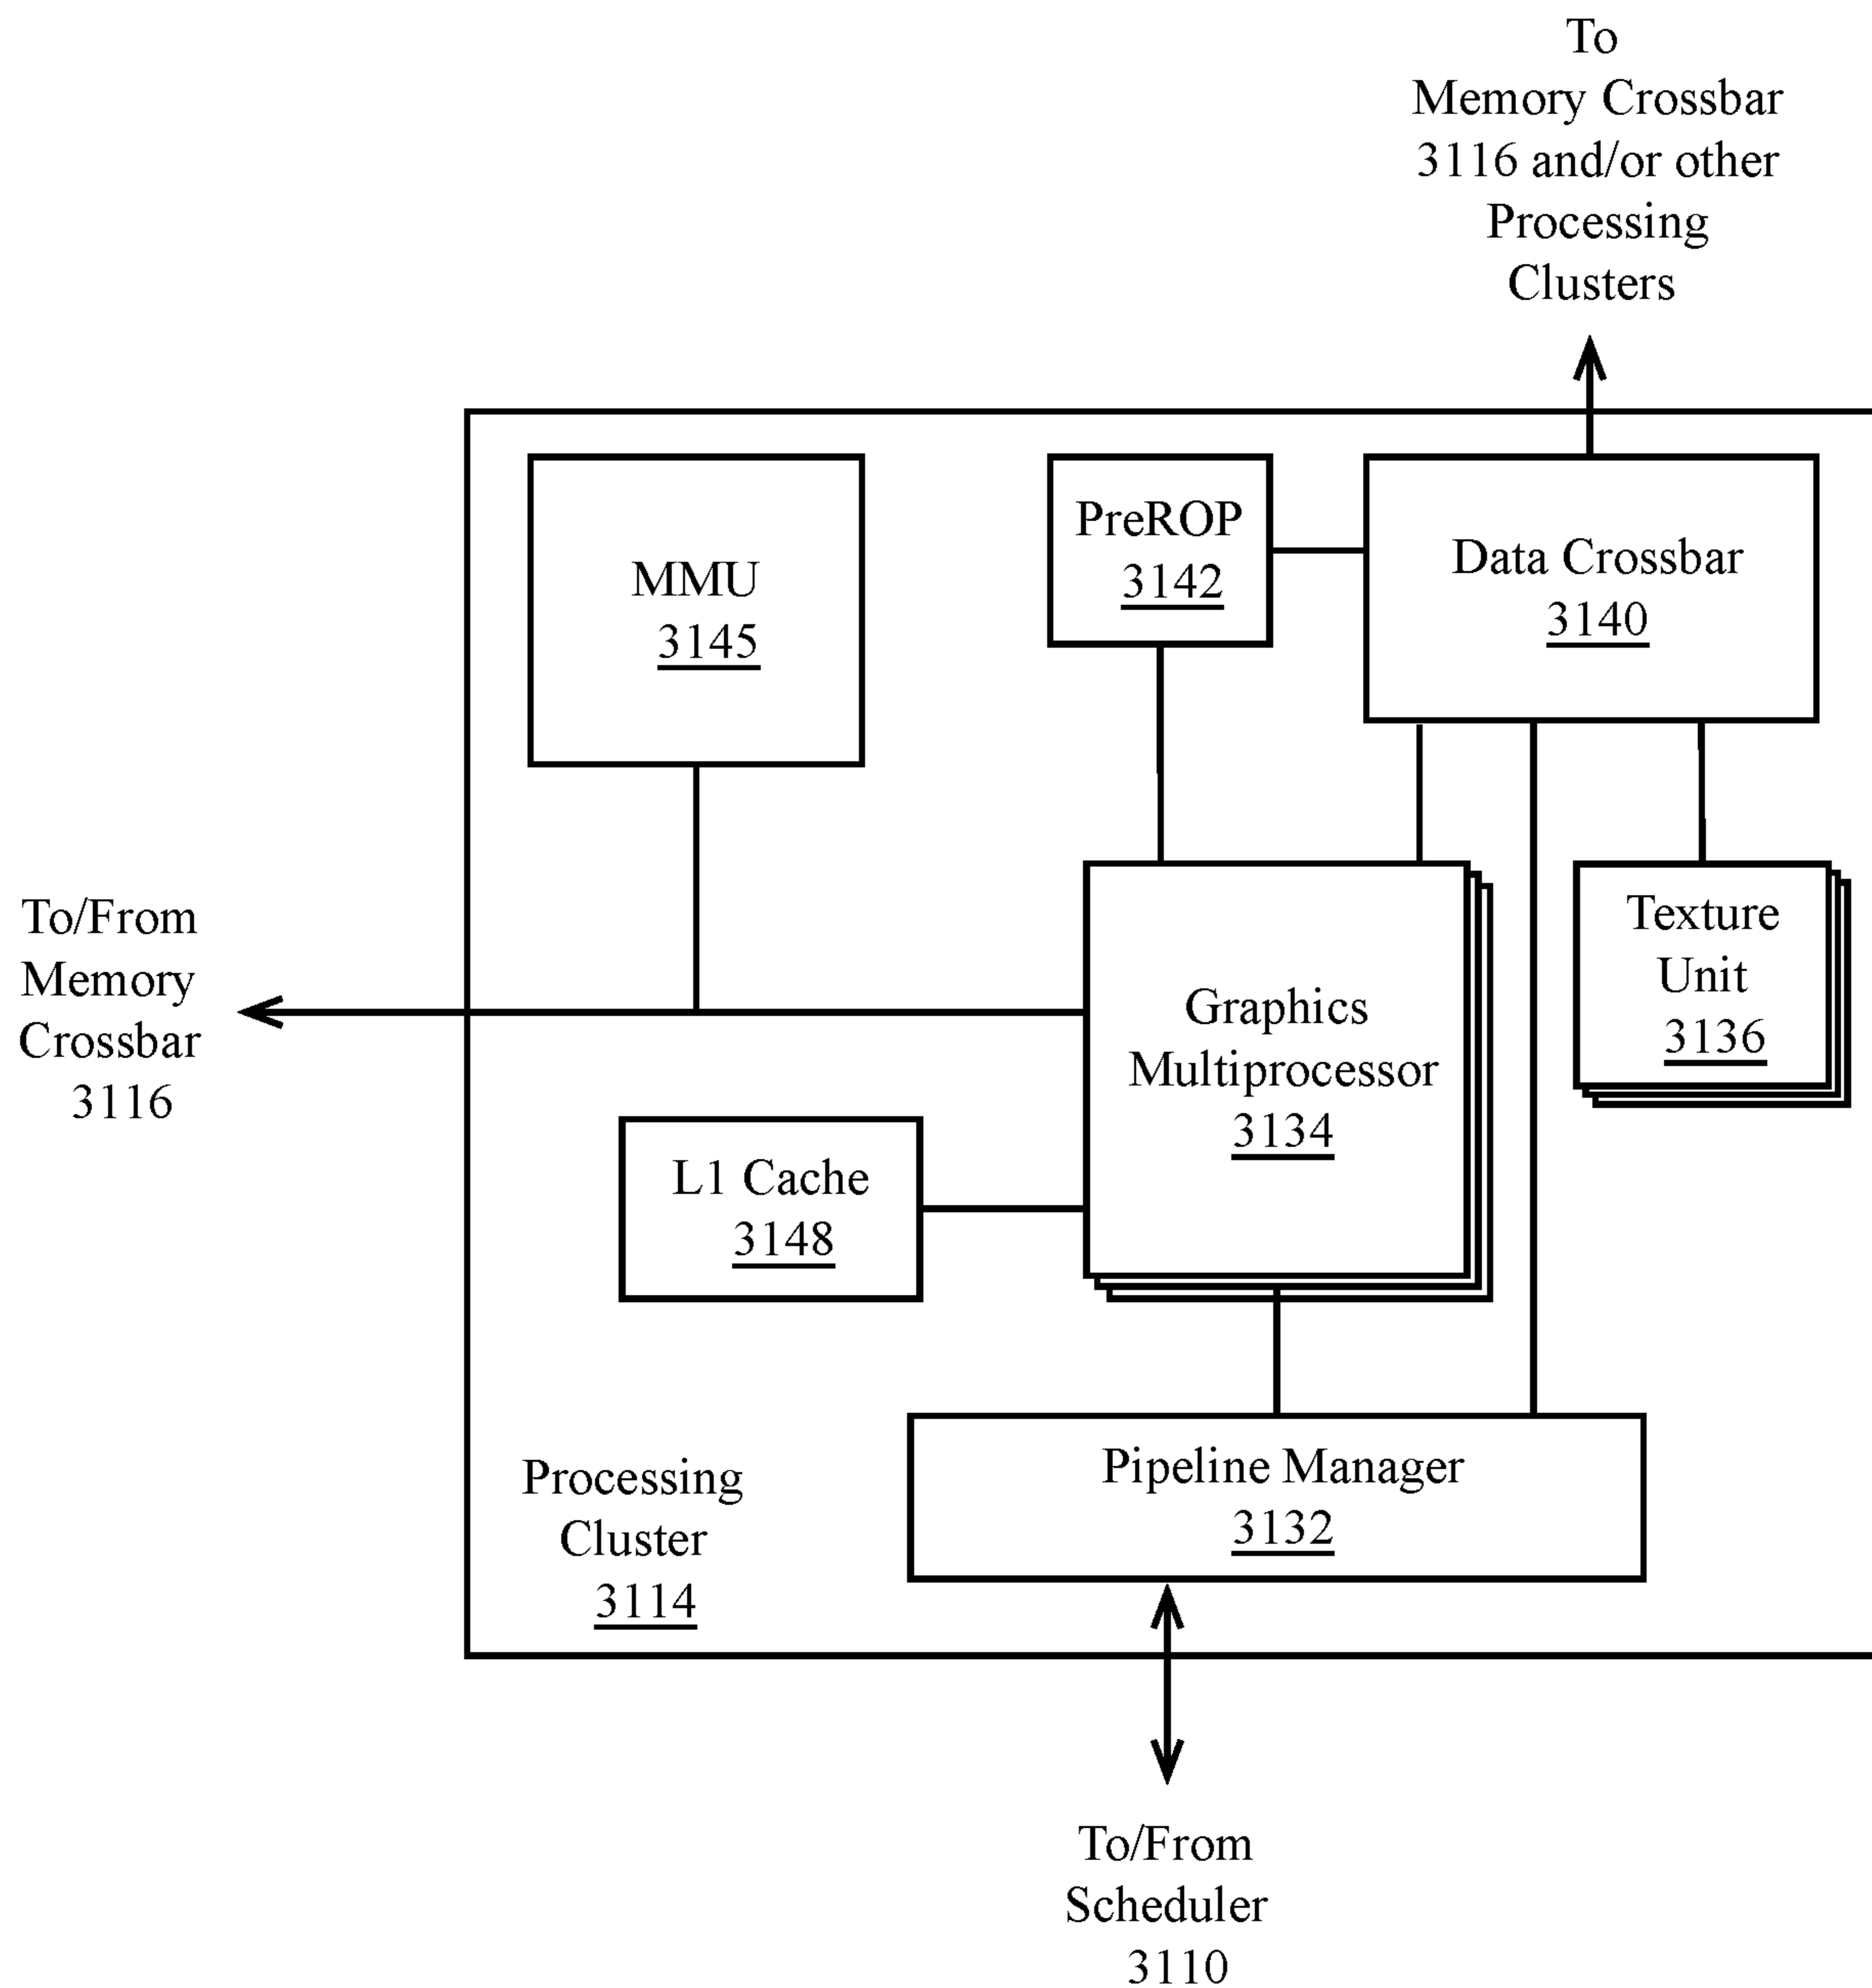 To
Memory Crossbar
3116 and/or other
Processing
Clusters
MMU
3145
PreROP
3142
Data Crossbar
3140
To/From
Memory
Crossbar
3116
Graphics
Multiprocessor
3134
Texture
Unit
3136
L1 Cache
3148
Processing
Cluster
3114
Pipeline Manager
3132
To/From
Scheduler
3110